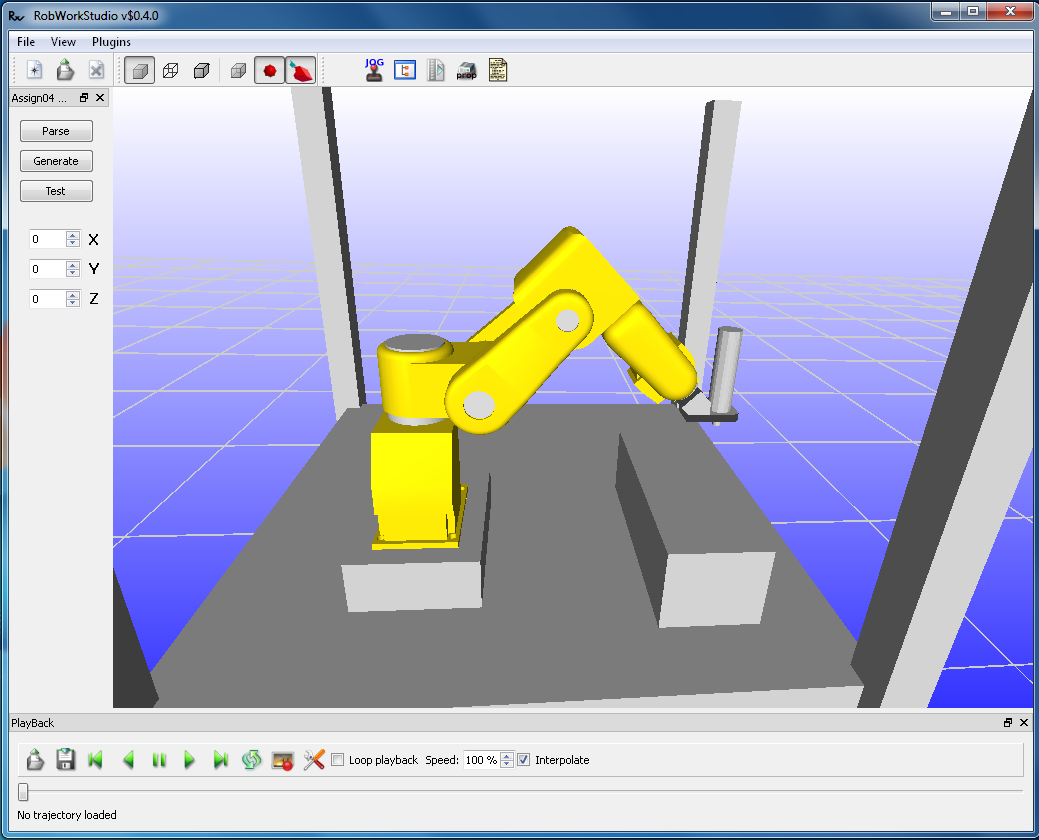 RobWorkStudio v$0.4.0
File View Plugins
JOG
prop
Assign04 ...
Parse
Generate
Test
0 X
0 Y
0 Z
PlayBack
Loop playback Speed: 100 % Interpolate
No trajectory loaded